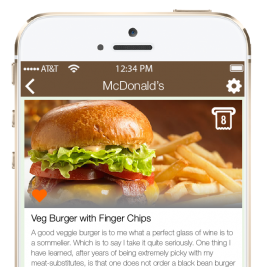 AT&T 12:34 PM
McDonald's
8
Veg Burger with Finger Chips
A good veggie burger is to me what a perfect glass of wine is to
a sommelier. Which is to say I take it quite seriously. One thing I
have learned, after years of being extremely picky with my
meat-substitutes, is that one does not order a black bean burger